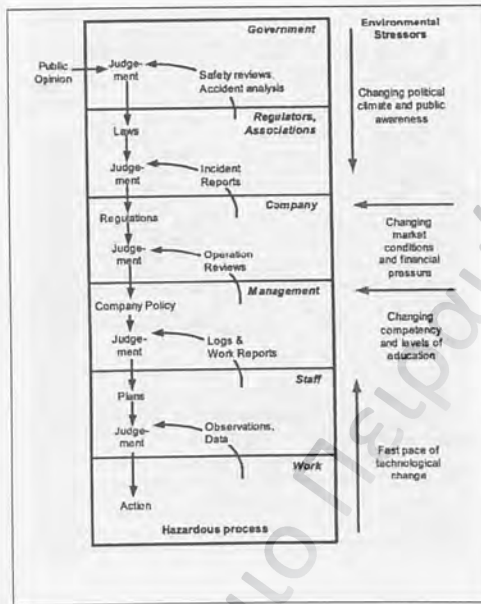 Government
Environmental
Stressors
Public
Opinion
Judge-
ment
Safety reviews,
Accident analysis
Changing political
climate and public
awareness
Regulators,
Associations
Laws
Judge-
ment
Incident
Reports
Company
Regulations
Changing
market
conditions
and financial
pressure
Judge-
ment
Operation
Reviews
Management
Company Policy
Changing
competency
and levels of
education
Judge-
ment
Logs &
Work Reports
Staff
Plans
Judge-
ment
Observations,
Data
Fast pace of
technological
change
Work
Action
Hazardous process